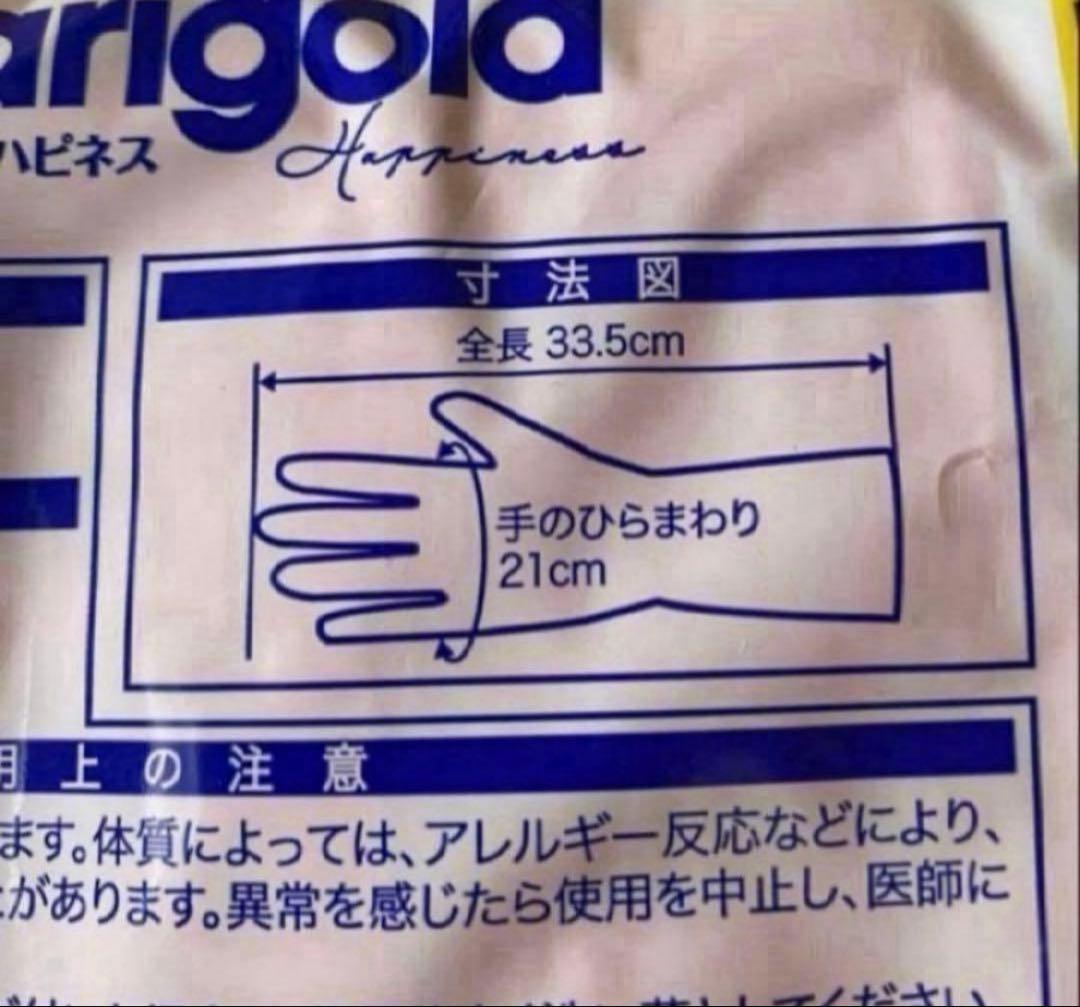 arigold
ハピネス
Happiness
寸法図
全長 33.5cm
手のひらまわり
21cm
用上の注意
ます。体質によっては、アレルギー反応などにより、
があります。異常を感じたら使用を中止し、医師に